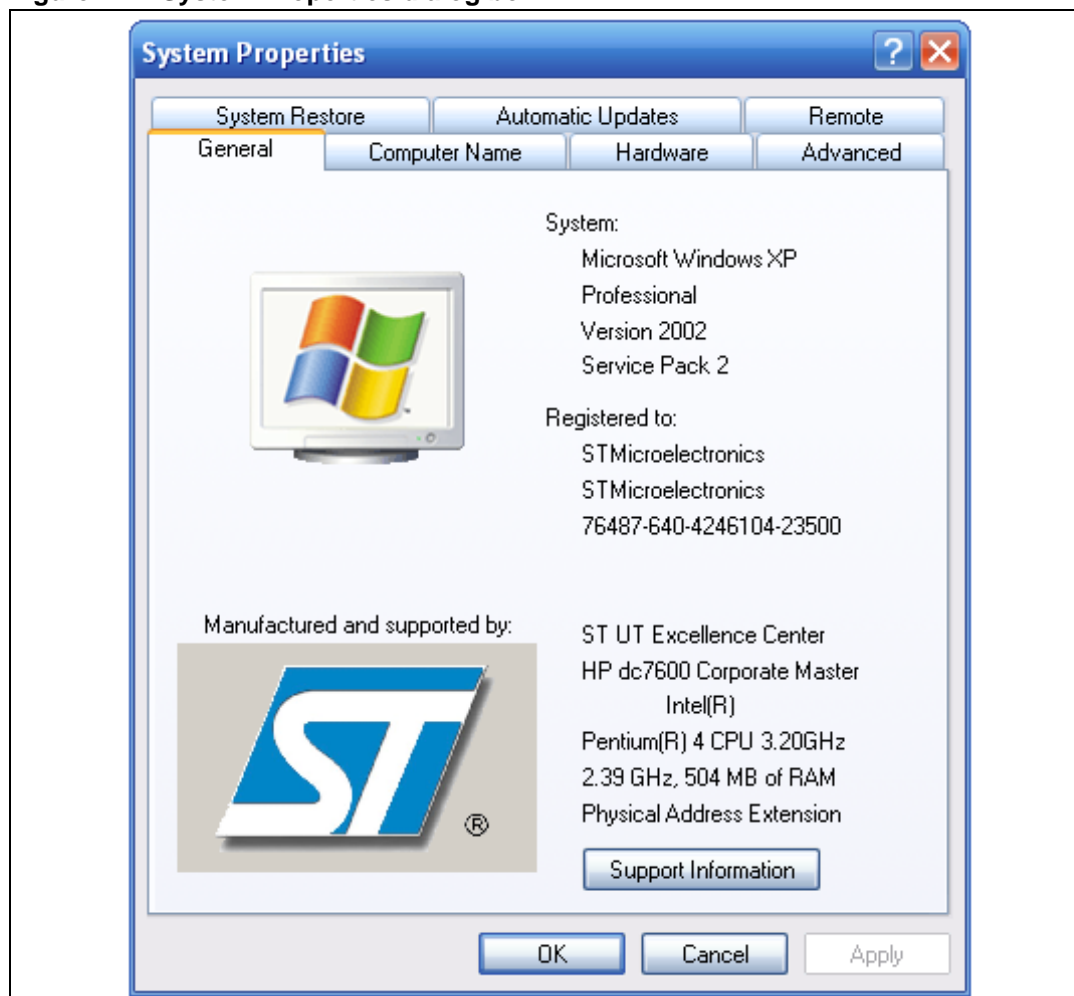 System Properties
System Restore Automatic Updates Remote
General Computer Name Hardware Advanced
System:
Microsoft Windows XP
Professional
Version 2002
Service Pack 2
Registered to:
STMicroelectronics
STMicroelectronics
76487-640-4246104-23500
Manufactured and supported by:
ST
®
ST UT Excellence Center
HP dc7600 Corporate Master
Intel(R)
Pentium(R) 4 CPU 3.20GHz
2.39 GHz, 504 MB of RAM
Physical Address Extension
Support Information
OK Cancel Apply